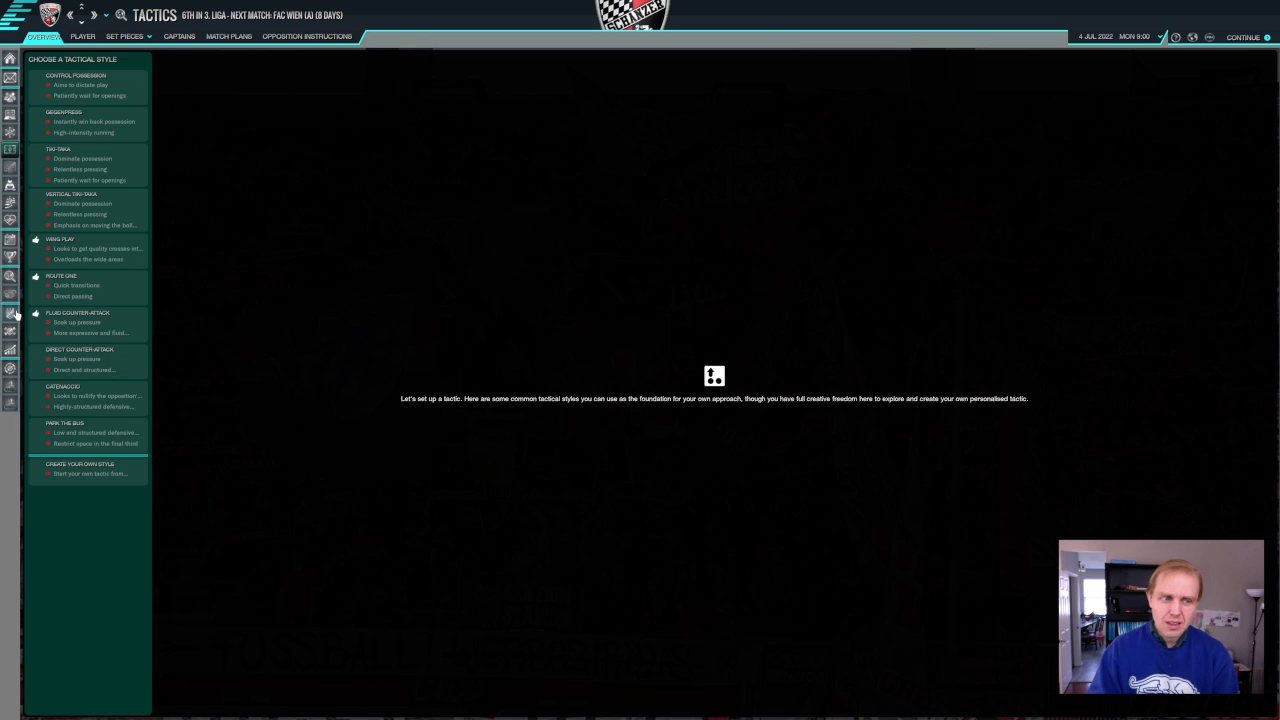 TACTICS
6TH IN 3. LIGA - NEXT MATCH: FAC WIEN (A) (8 DAYS)
SCHANZER
OVERVIEW
PLAYER
SET PIECES
CAPTAINS
MATCH PLANS
OPPOSITION INSTRUCTIONS
4 JUL 2022 MON 9:00
CONTINUE
CHOOSE A TACTICAL STYLE
CONTROL POSSESSION
Aims to dictate play
Patiently wait for openings
GEGENPRESS
Instantly win back possession
High-intensity running
TIKI-TAKA
Dominate possession
Relentless pressing
Patiently wait for openings
VERTICAL TIKI-TAKA
Dominate possession
Relentless pressing
Emphasis on moving the ball...
WING PLAY
Looks to get quality crosses int...
Overloads the wide areas
ROUTE ONE
Quick transitions
Direct passing
FLUID COUNTER-ATTACK
Soak up pressure
More expressive and fluid...
DIRECT COUNTER-ATTACK
Soak up pressure
Direct and structured...
CATENACCIO
Looks to nullify the opposition'...
Highly-structured defensive...
PARK THE BUS
Low and structured defensive...
Restrict space in the final third
CREATE YOUR OWN STYLE
Start your own tactic from...
Let's set up a tactic. Here are some common tactical styles you can use as the foundation for your own approach, though you have full creative freedom here to explore and create your own personalised tactic.